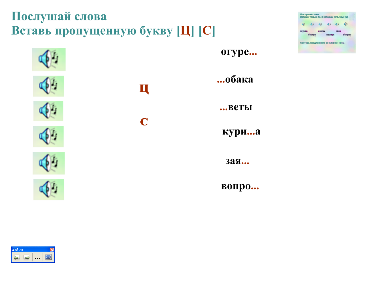 Послушай слова
Вставь пропущенную букву [Ц] [С]
огуре...
...обака
ц
...веты
с
кури...а
зая...
вопро...